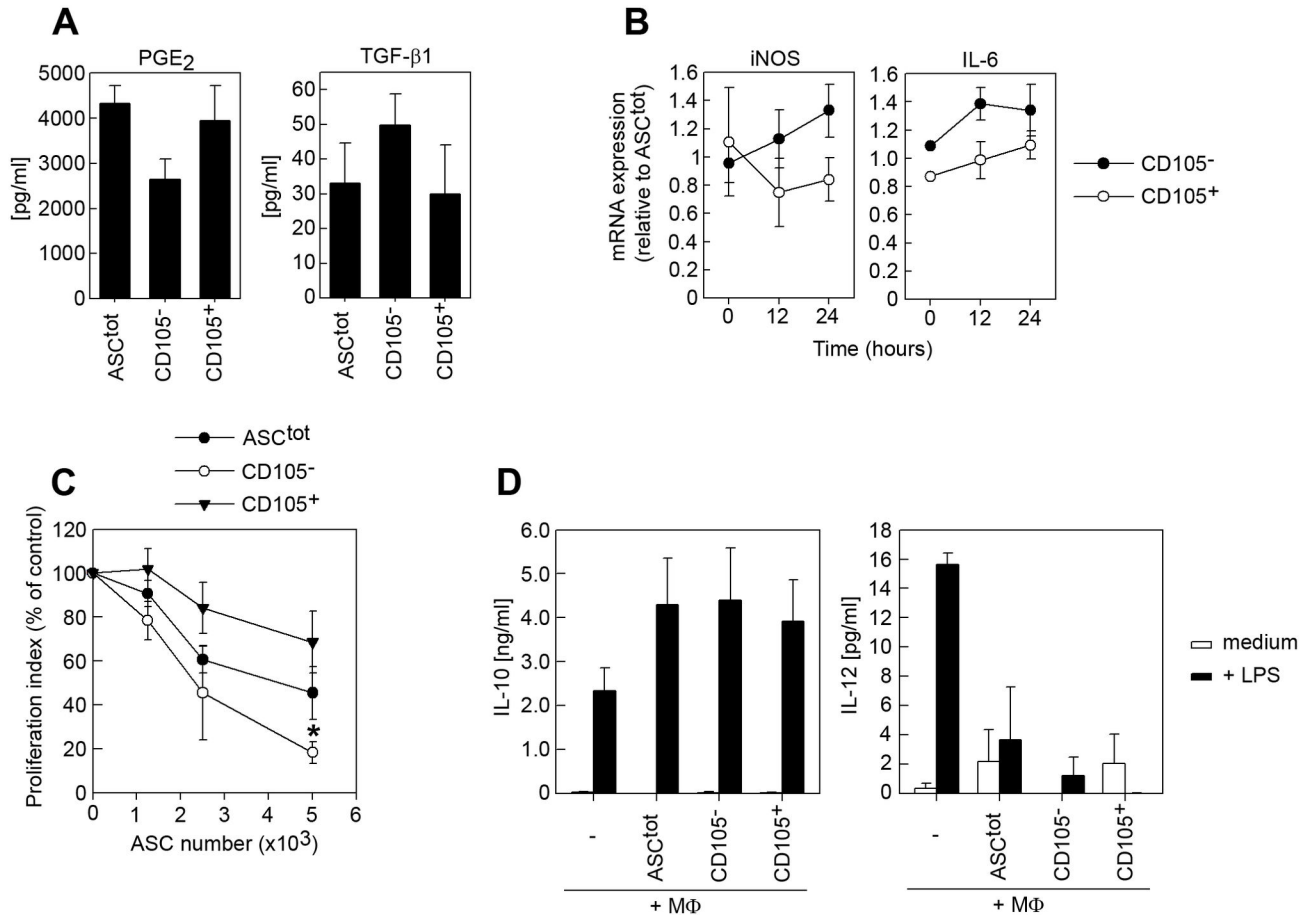 A
PGE2
[pg/ml]
5000
4000
3000
2000
1000
0
ASCtot
CD105-
CD105+
TGF-β1
[pg/ml]
60
50
40
30
20
10
0
ASCtot
CD105-
CD105+
B
iNOS
mRNA expression
(relative to ASCtot)
1.6
1.4
1.2
1.0
0.8
0.6
0.4
0.2
0
0 12 24
IL-6
1.6
1.4
1.2
1.0
0.8
0.6
0.4
0.2
0
0 12 24
Time (hours)
CD105-
CD105+
C
ASCtot
CD105-
CD105+
Proliferation index (% of control)
120
100
80
60
40
20
0
*
0 1 2 3 4 5 6
ASC number (x103)
D
IL-10 [ng/ml]
6.0
5.0
4.0
3.0
2.0
1.0
0
-
ASCtot
CD105-
CD105+
+ MΦ
IL-12 [pg/ml]
18
16
14
12
10
8
6
4
2
0
-
ASCtot
CD105-
CD105+
+ MΦ
medium
+ LPS